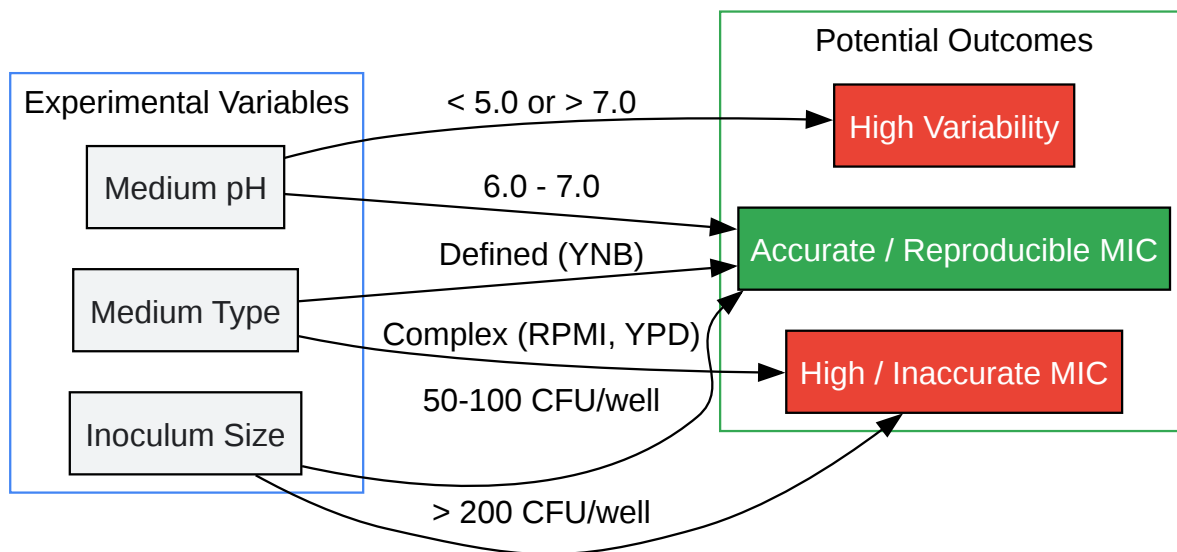 Potential Outcomes
Experimental Variables
< 5.0 or > 7.0
High Variability
Medium pH
6.0 - 7.0
Accurate / Reproducible MIC
Defined (YNB)
Medium Type
Complex (RPMI, YPD)
High / Inaccurate MIC
50-100 CFU/well
Inoculum Size
> 200 CFU/well